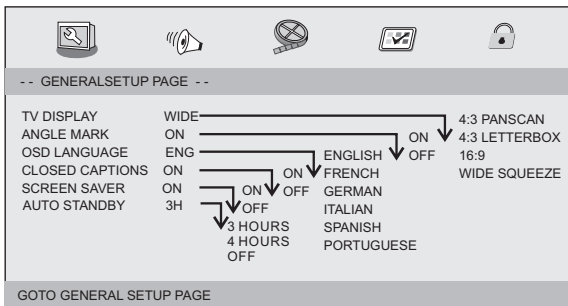 - - GENERALSETUP PAGE - -
TV DISPLAY WIDE 4:3 PANSCAN
ANGLE MARK ON ON 4:3 LETTERBOX
OSD LANGUAGE ENG ENGLISH OFF 16:9
CLOSED CAPTIONS ON ON FRENCH WIDE SQUEEZE
SCREEN SAVER ON ON OFF GERMAN
AUTO STANDBY 3H OFF ITALIAN
3 HOURS SPANISH
4 HOURS PORTUGUESE
OFF
GOTO GENERAL SETUP PAGE